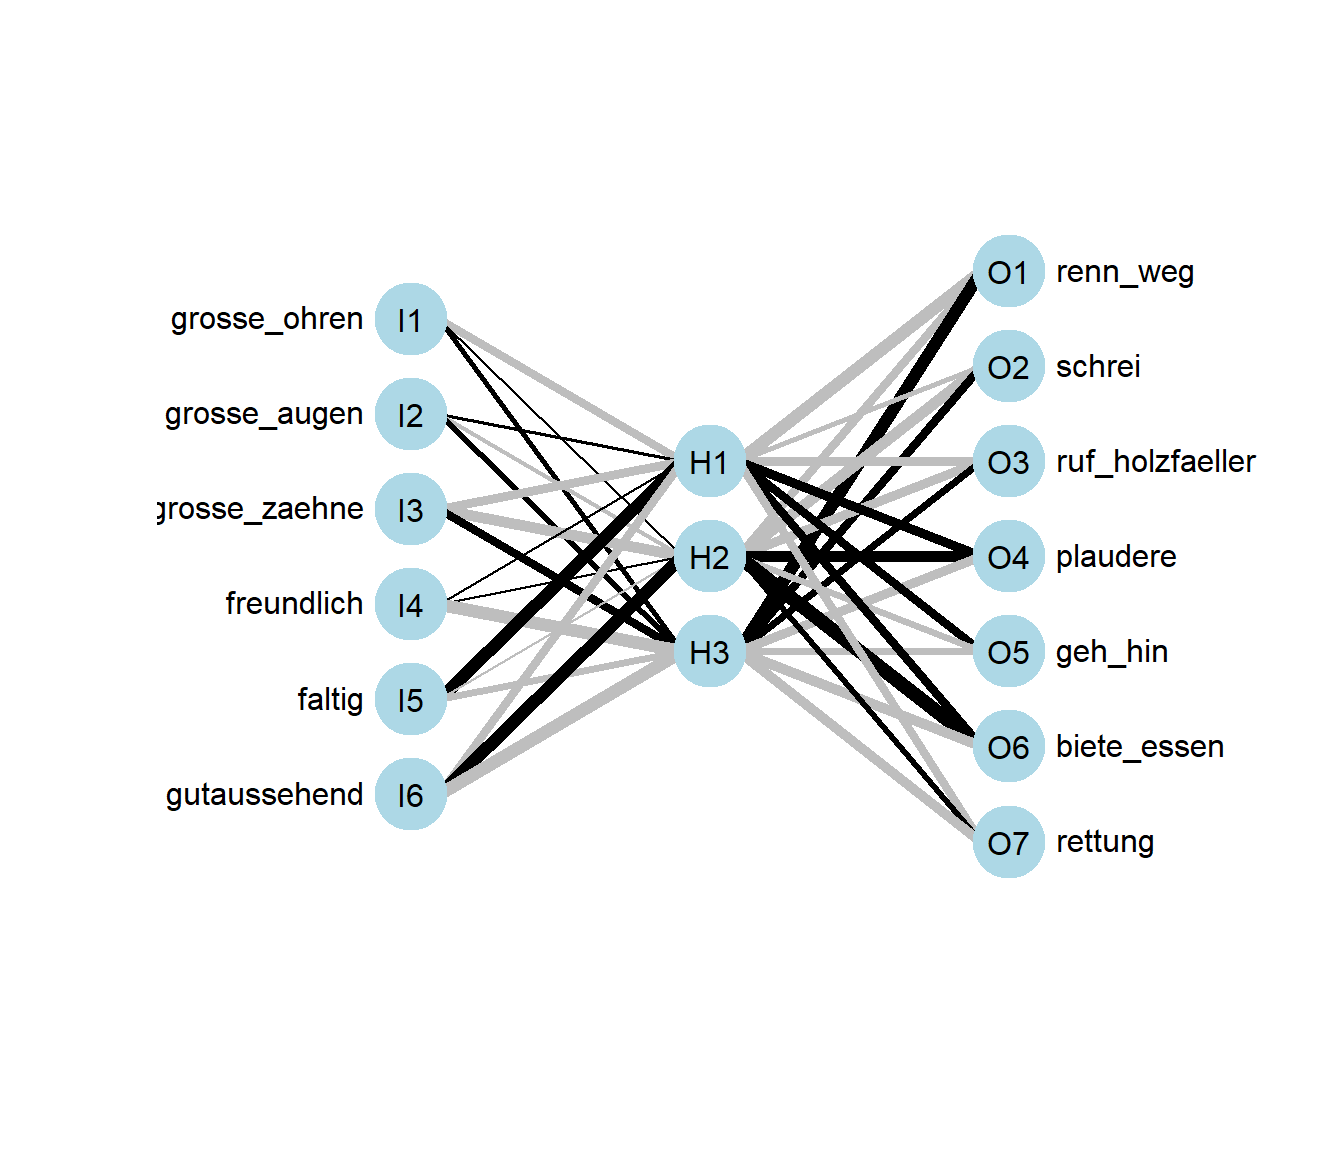 grosse_ohren I1
grosse_augen I2
grosse_zaehne I3
freundlich I4
faltig I5
gutaussehend I6
H1
H2
H3
O1 renn_weg
O2 schrei
O3 ruf_holzfaeller
O4 plaudere
O5 geh_hin
O6 biete_essen
O7 rettung